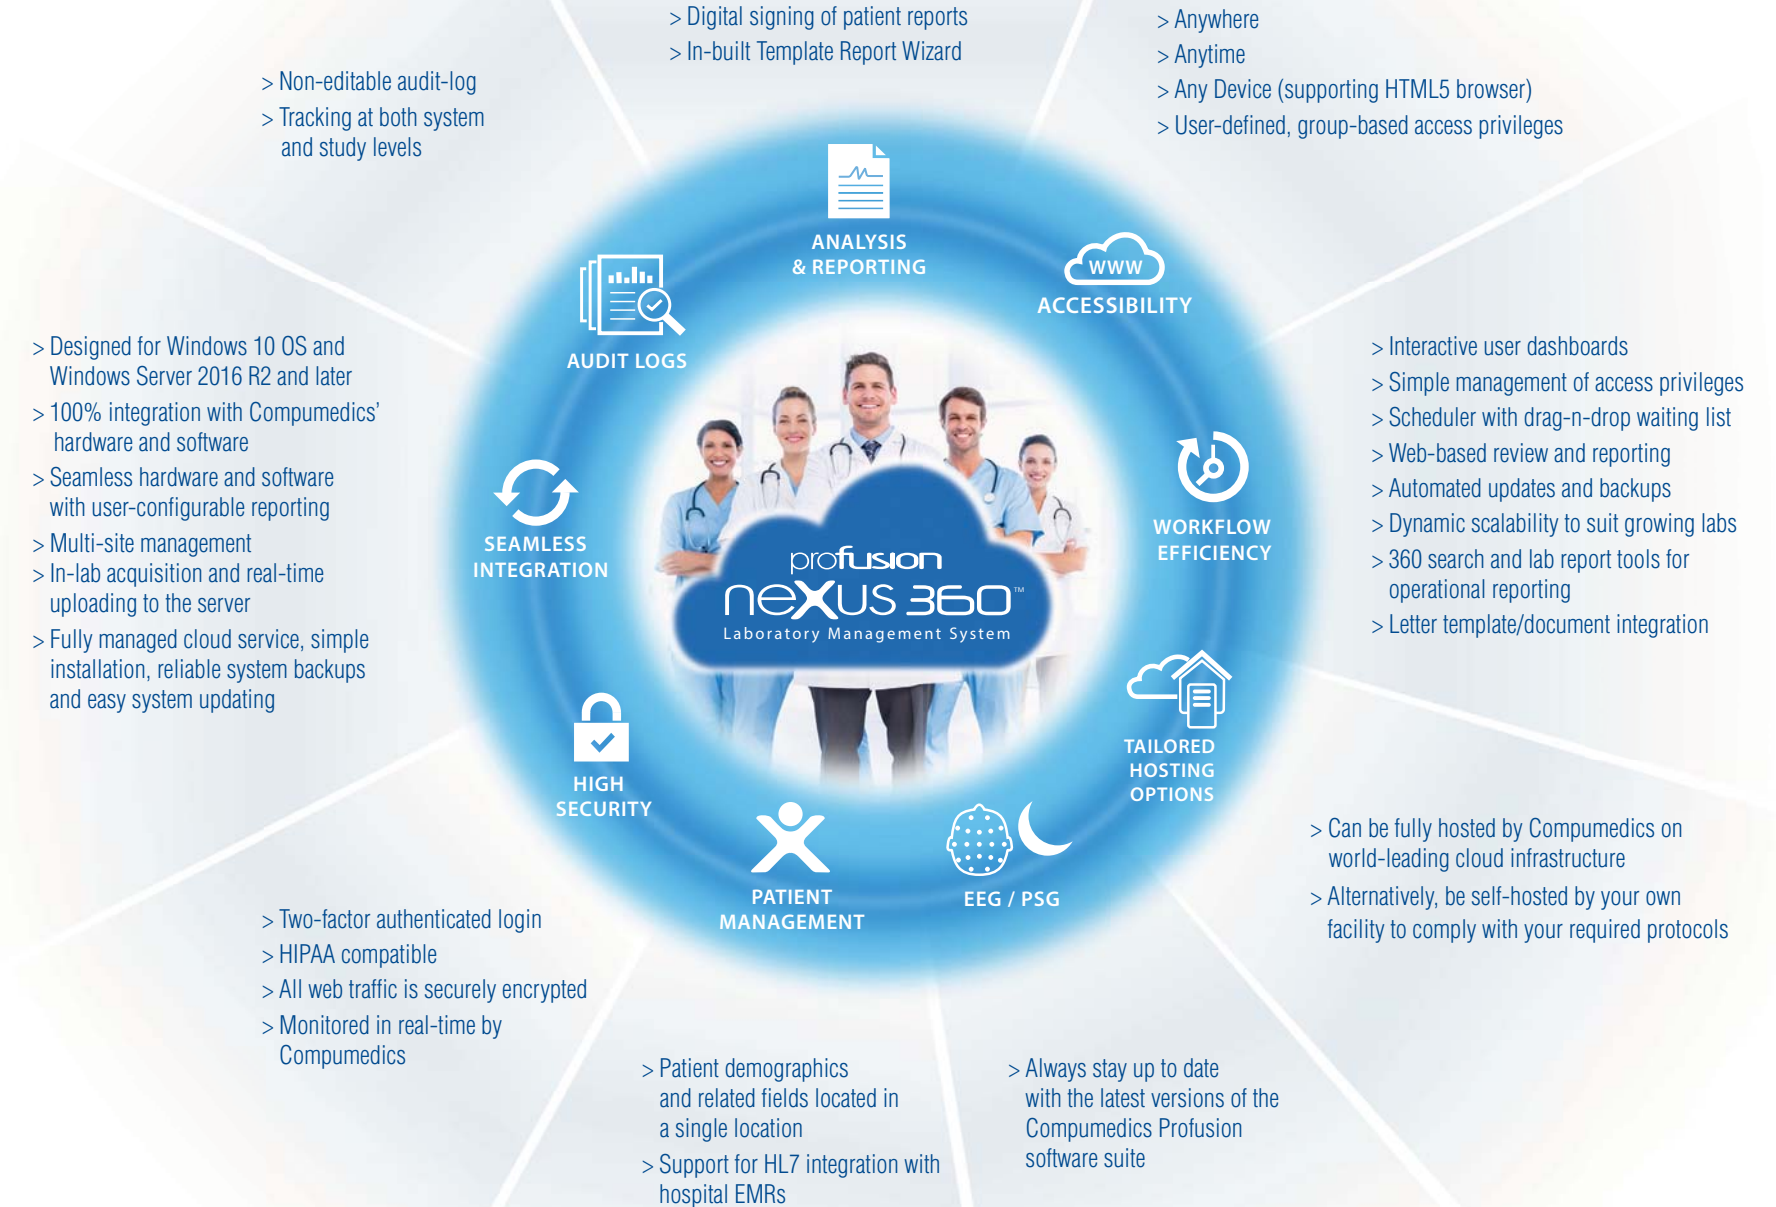 > Digital signing of patient reports
> In-built Template Report Wizard
> Anywhere
> Anytime
> Any Device (supporting HTML5 browser)
> User-defined, group-based access privileges
> Non-editable audit-log
> Tracking at both system
and study levels
ANALYSIS
& REPORTING
WWW
ACCESSIBILITY
AUDIT LOGS
> Designed for Windows 10 OS and
Windows Server 2016 R2 and later
> 100% integration with Compumedics’
hardware and software
> Seamless hardware and software
with user-configurable reporting
> Multi-site management
> In-lab acquisition and real-time
uploading to the server
> Fully managed cloud service, simple
installation, reliable system backups
and easy system updating
SEAMLESS
INTEGRATION
profusion
neXus 360™
Laboratory Management System
WORKFLOW
EFFICIENCY
> Interactive user dashboards
> Simple management of access privileges
> Scheduler with drag-n-drop waiting list
> Web-based review and reporting
> Automated updates and backups
> Dynamic scalability to suit growing labs
> 360 search and lab report tools for
operational reporting
> Letter template/document integration
HIGH
SECURITY
TAILORED
HOSTING
OPTIONS
PATIENT
MANAGEMENT
EEG / PSG
> Can be fully hosted by Compumedics on
world-leading cloud infrastructure
> Alternatively, be self-hosted by your own
facility to comply with your required protocols
> Two-factor authenticated login
> HIPAA compatible
> All web traffic is securely encrypted
> Monitored in real-time by
Compumedics
> Patient demographics
and related fields located in
a single location
> Support for HL7 integration with
hospital EMRs
> Always stay up to date
with the latest versions of the
Compumedics Profusion
software suite